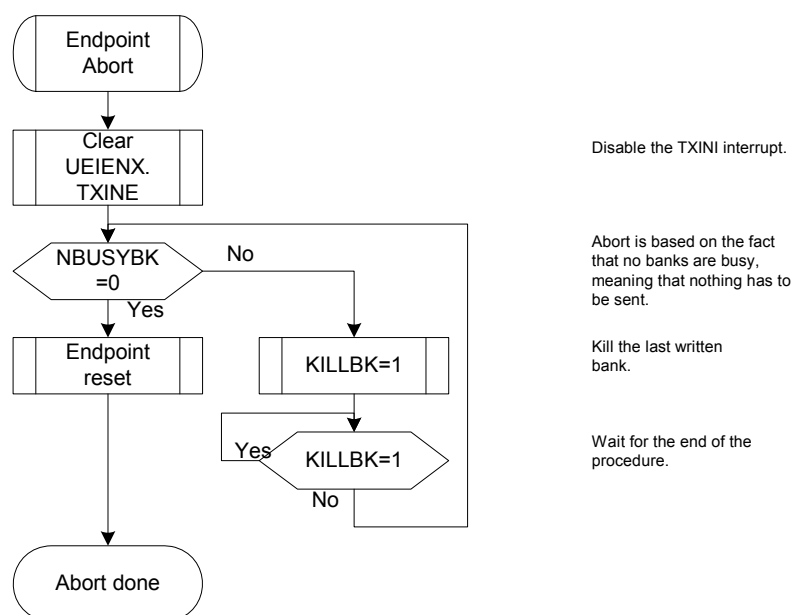 Endpoint
Abort
Clear
UEIENX.
TXINE
Disable the TXINI interrupt.
NBUSYBK
=0
No
Yes
Abort is based on the fact
that no banks are busy,
meaning that nothing has to
be sent.
Endpoint
reset
KILLBK=1
Kill the last written
bank.
Yes
KILLBK=1
No
Wait for the end of the
procedure.
Abort done